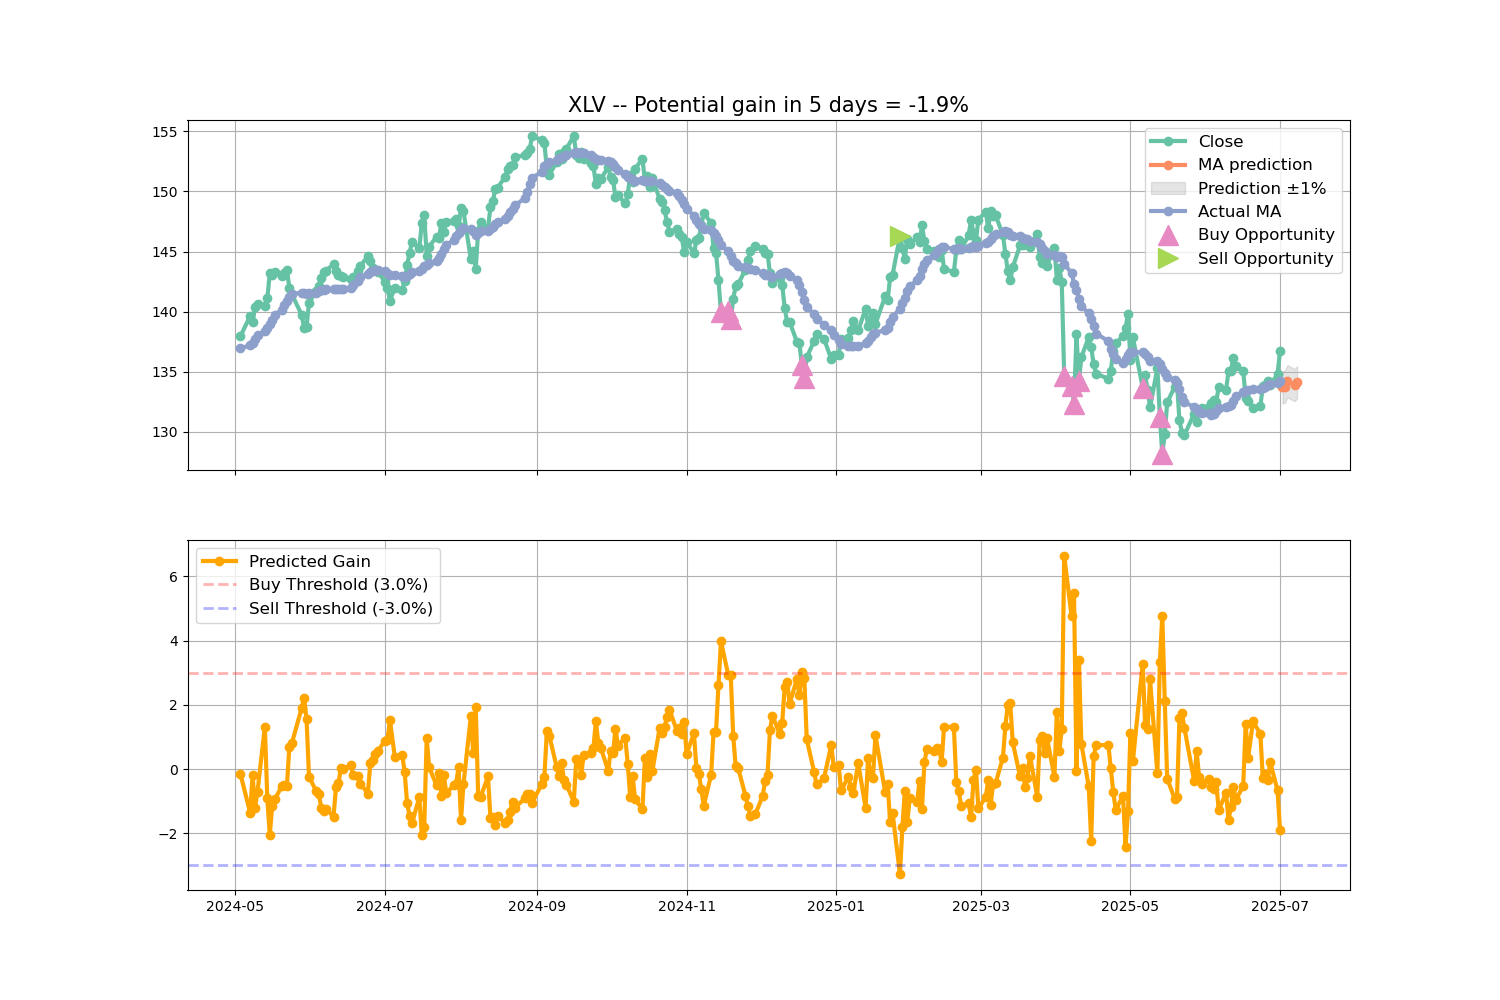 XLV -- Potential gain in 5 days = -1.9%
155
150
145
140
135
130
Close
MA prediction
Prediction ±1%
Actual MA
Buy Opportunity
Sell Opportunity
6
4
2
0
−2
Predicted Gain
Buy Threshold (3.0%)
Sell Threshold (-3.0%)
2024-05
2024-07
2024-09
2024-11
2025-01
2025-03
2025-05
2025-07